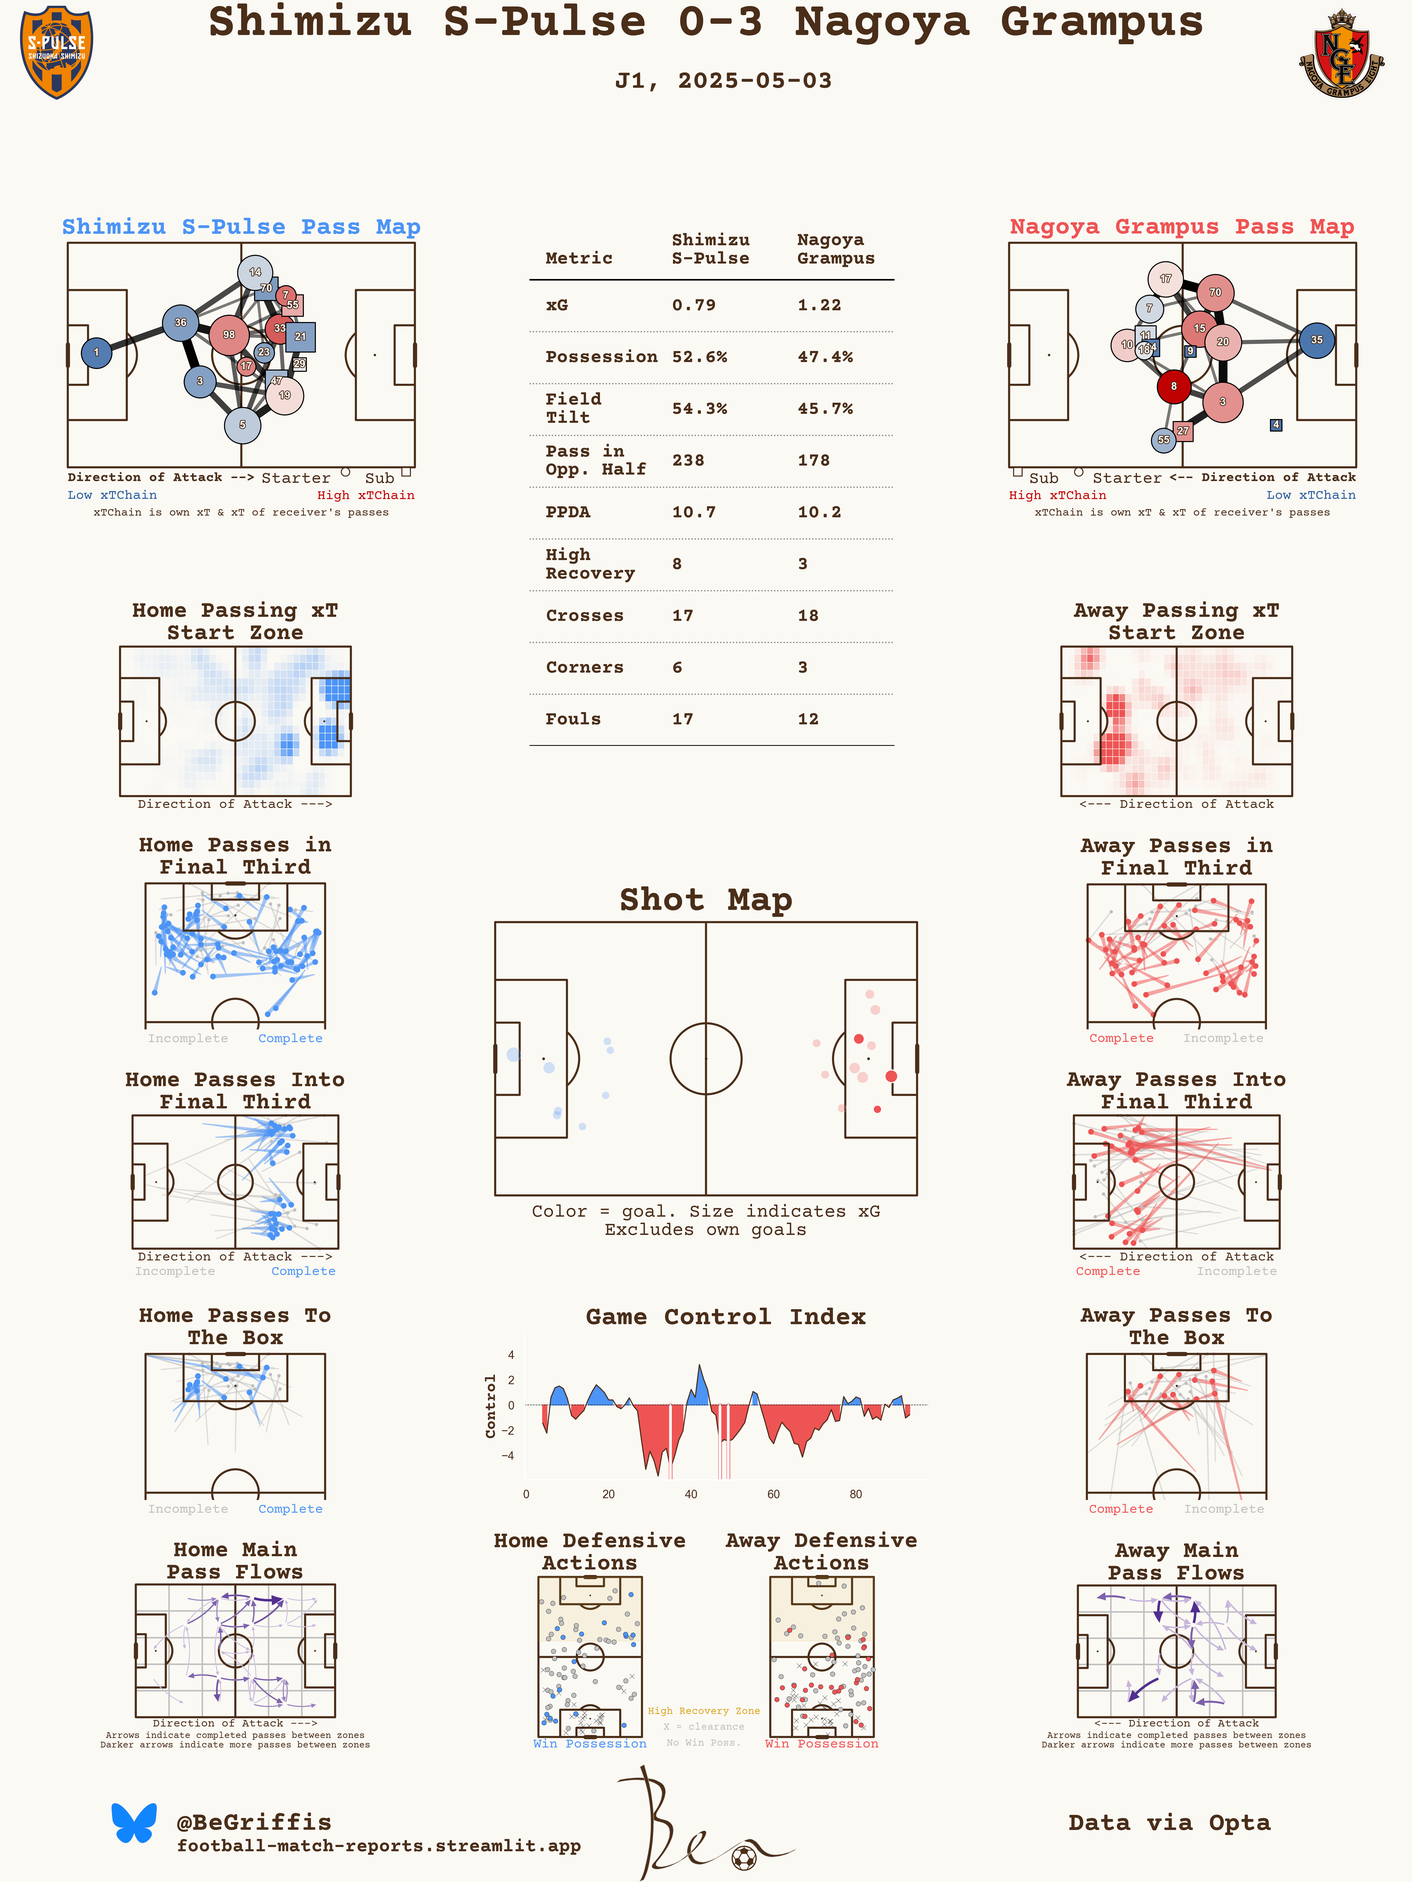 Shimizu S-Pulse 0-3 Nagoya Grampus
J1, 2025-05-03
S-PULSE
SHIZUOKA SHIMIZU
NGE
NAGOYA GRAMPUS EIGHT
Shimizu S-Pulse Pass Map
14
70
7
55
36
98
33
21
1
23
17
29
3
47
19
5
Direction of Attack --> Starter Sub
Low xTChain High xTChain
xTChain is own xT & xT of receiver's passes
Metric Shimizu S-Pulse Nagoya Grampus
xG 0.79 1.22
Possession 52.6% 47.4%
Field Tilt 54.3% 45.7%
Pass in Opp. Half 238 178
PPDA 10.7 10.2
High Recovery 8 3
Crosses 17 18
Corners 6 3
Fouls 17 12
Nagoya Grampus Pass Map
17
70
7
15
11
10
18
9
20
35
8
3
27
55
4
Sub Starter <-- Direction of Attack
High xTChain Low xTChain
xTChain is own xT & xT of receiver's passes
Home Passing xT
Start Zone
Direction of Attack --->
Away Passing xT
Start Zone
<--- Direction of Attack
Home Passes in
Final Third
Incomplete Complete
Away Passes in
Final Third
Complete Incomplete
Shot Map
Color = goal. Size indicates xG
Excludes own goals
Home Passes Into
Final Third
Direction of Attack --->
Incomplete Complete
Away Passes Into
Final Third
<--- Direction of Attack
Complete Incomplete
Home Passes To
The Box
Incomplete Complete
Game Control Index
Control
4
2
0
−2
−4
0 20 40 60 80
Away Passes To
The Box
Complete Incomplete
Home Main
Pass Flows
Direction of Attack --->
Arrows indicate completed passes between zones
Darker arrows indicate more passes between zones
Home Defensive
Actions
Win Possession
High Recovery Zone
X = clearance
No Win Poss.
Away Defensive
Actions
Win Possession
Away Main
Pass Flows
<--- Direction of Attack
Arrows indicate completed passes between zones
Darker arrows indicate more passes between zones
@BeGriffis
football-match-reports.streamlit.app
Ben
Data via Opta